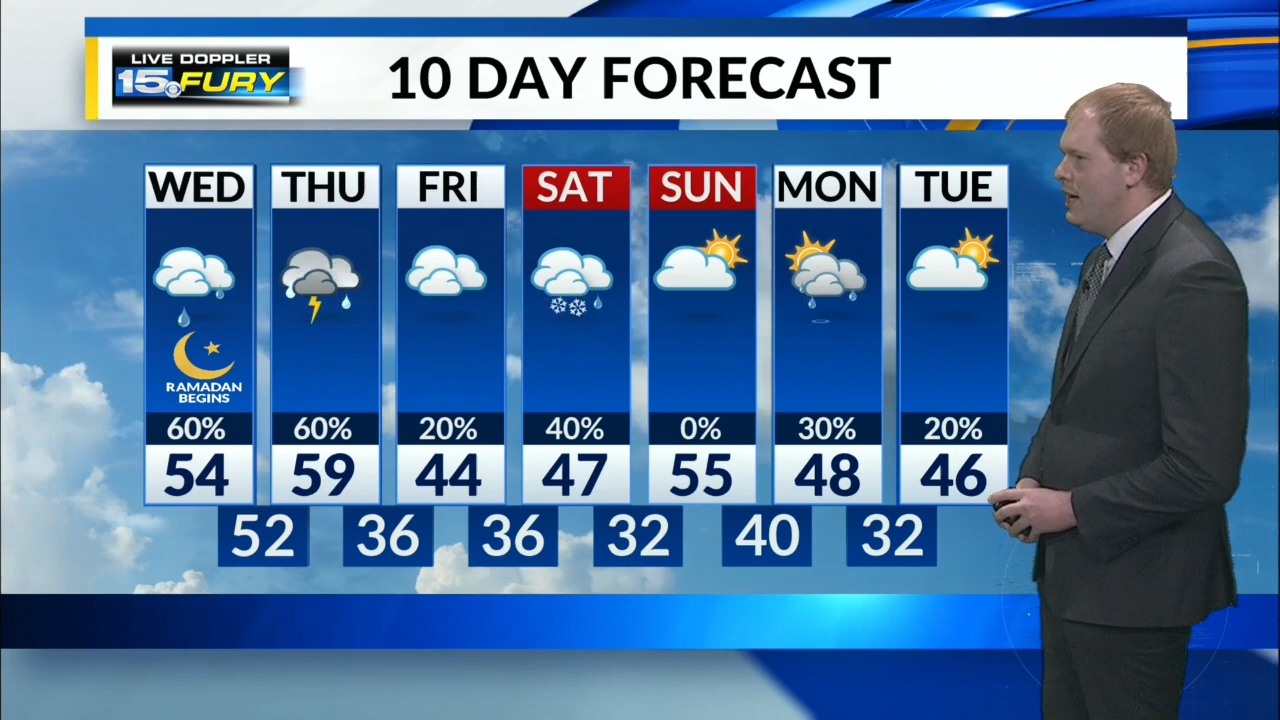 LIVE DOPPLER
15 FURY
10 DAY FORECAST
WED THU FRI SAT SUN MON TUE
RAMADAN
BEGINS
60% 60% 20% 40% 0% 30% 20%
54 59 44 47 55 48 46
52 36 36 32 40 32